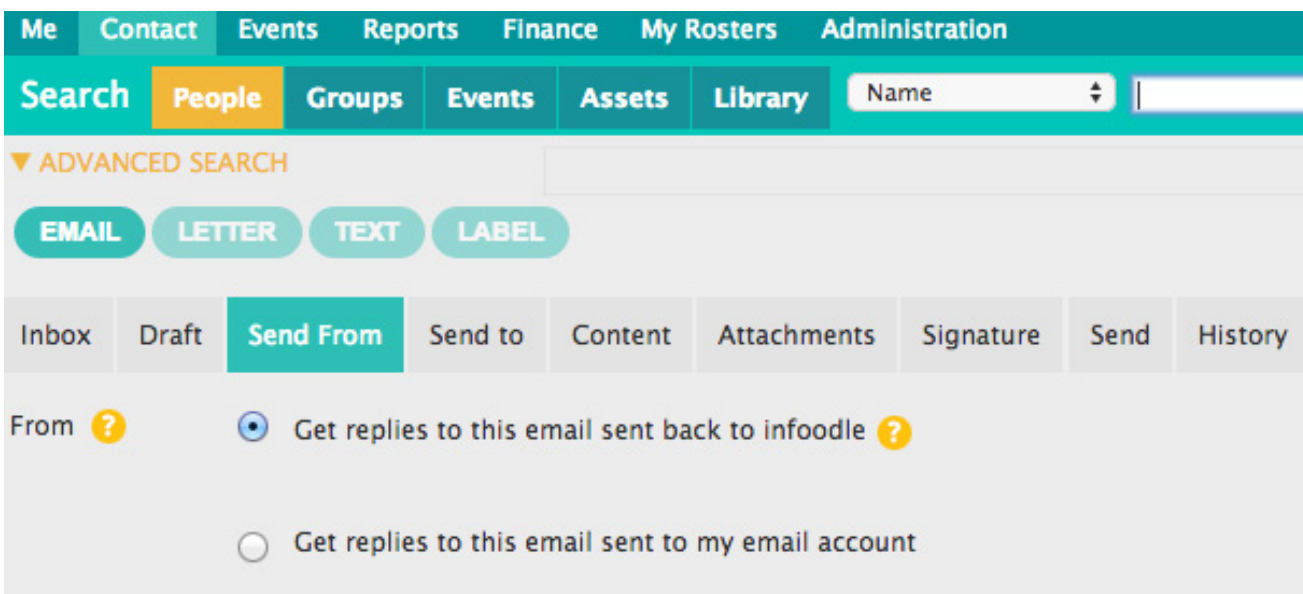 Me Contact Events Reports Finance My Rosters Administration
Search People Groups Events Assets Library Name
▼ ADVANCED SEARCH
EMAIL LETTER TEXT LABEL
Inbox Draft Send From Send to Content Attachments Signature Send History
From ? Get replies to this email sent back to infoodle ?
Get replies to this email sent to my email account